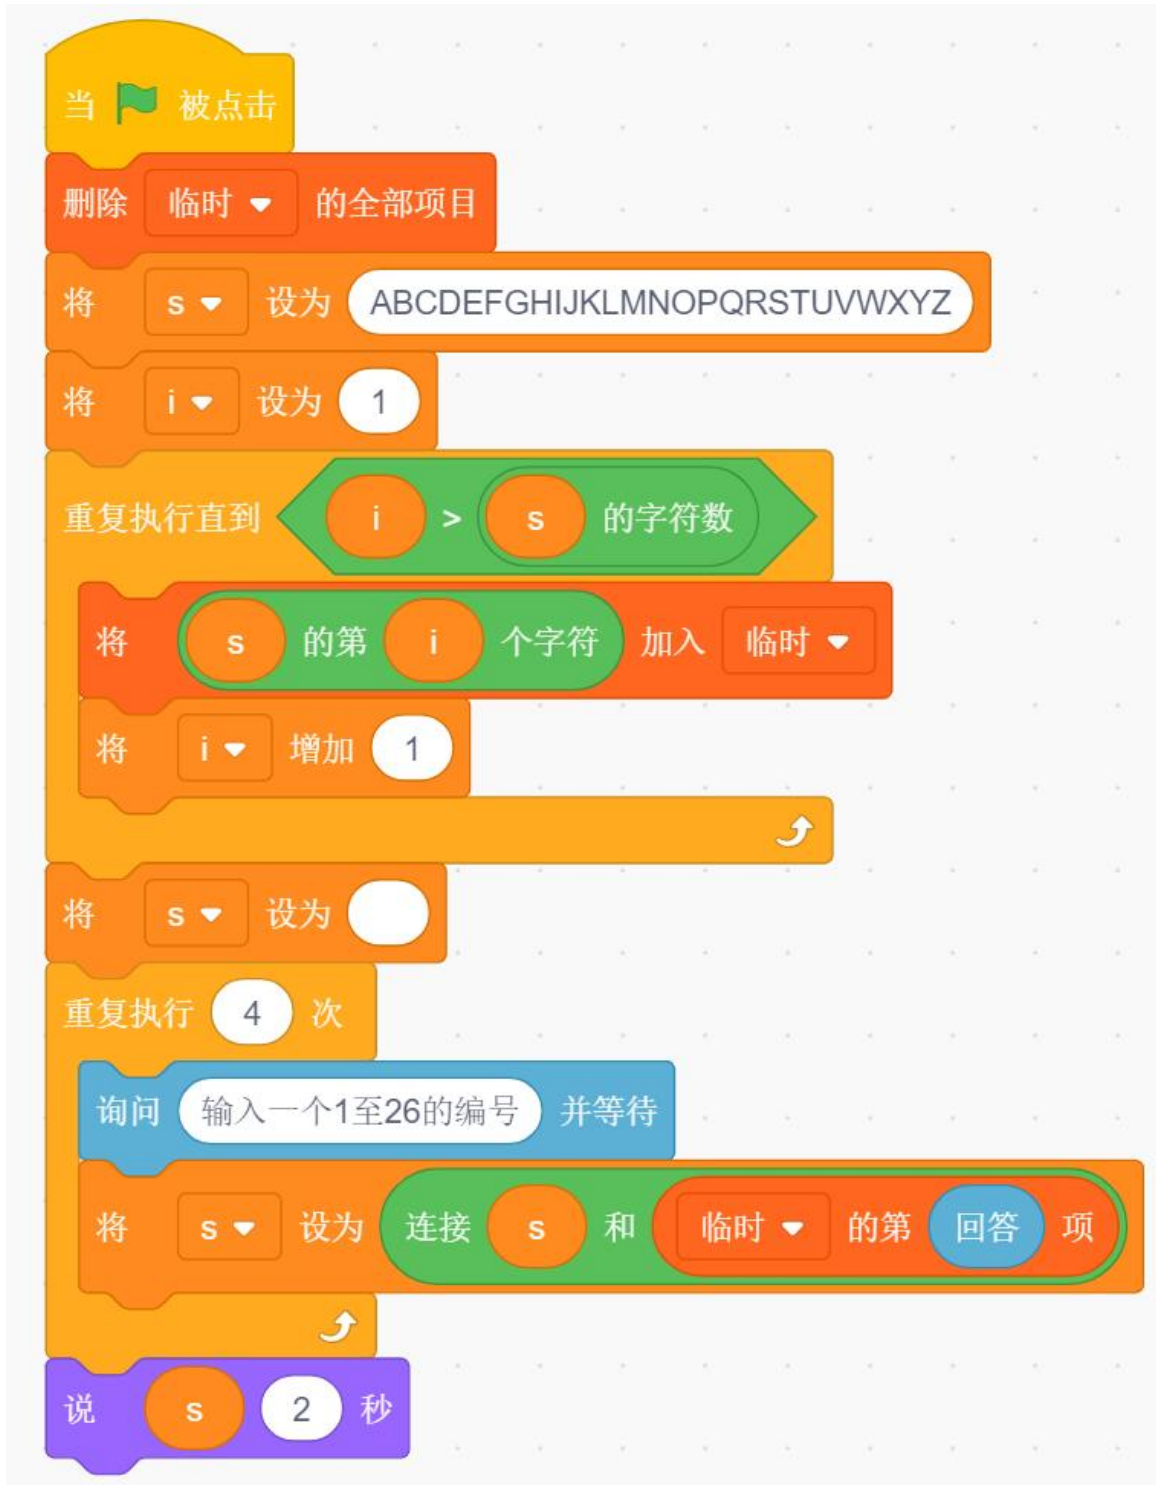 当 被点击
删除 临时 的全部项目
将 s 设为 ABCDEFGHIJKLMNOPQRSTUVWXYZ
将 i 设为 1
重复执行直到 i > s 的字符数
将 s 的第 i 个字符 加入 临时
将 i 增加 1
将 s 设为
重复执行 4 次
询问 输入一个1至26的编号 并等待
将 s 设为 连接 s 和 临时 的第 回答 项
说 s 2 秒